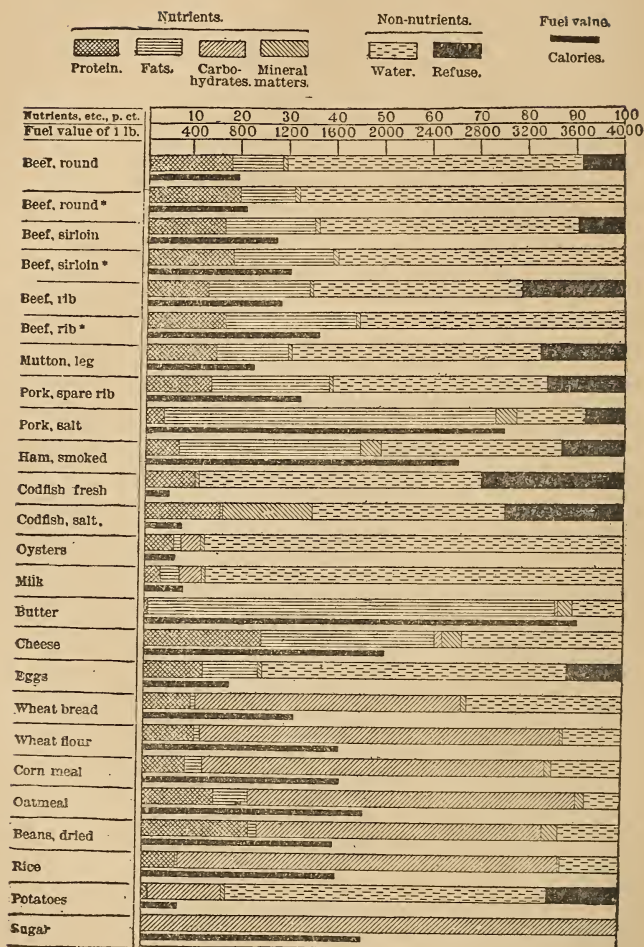 Nutrients. Non-nutrients. Fuel value.
Protein. Fats. Carbo- Mineral Water. Refuse. Calories.
hydrates. matters.
Nutrients, etc., p. ct. 10 20 30 40 50 60 70 80 90 100
Fuel value of 1 lb. 400 800 1200 1600 2000 2400 2800 3200 3600 4000
Beef, round
Beef, round*
Beef, sirloin
Beef, sirloin*
Beef, rib
Beef, rib*
Mutton, leg
Pork, spare rib
Pork, salt
Ham, smoked
Codfish fresh
Codfish, salt.
Oysters
Milk
Butter
Cheese
Eggs
Wheat bread
Wheat flour
Corn meal
Oatmeal
Beans, dried
Rice
Potatoes
Sugar